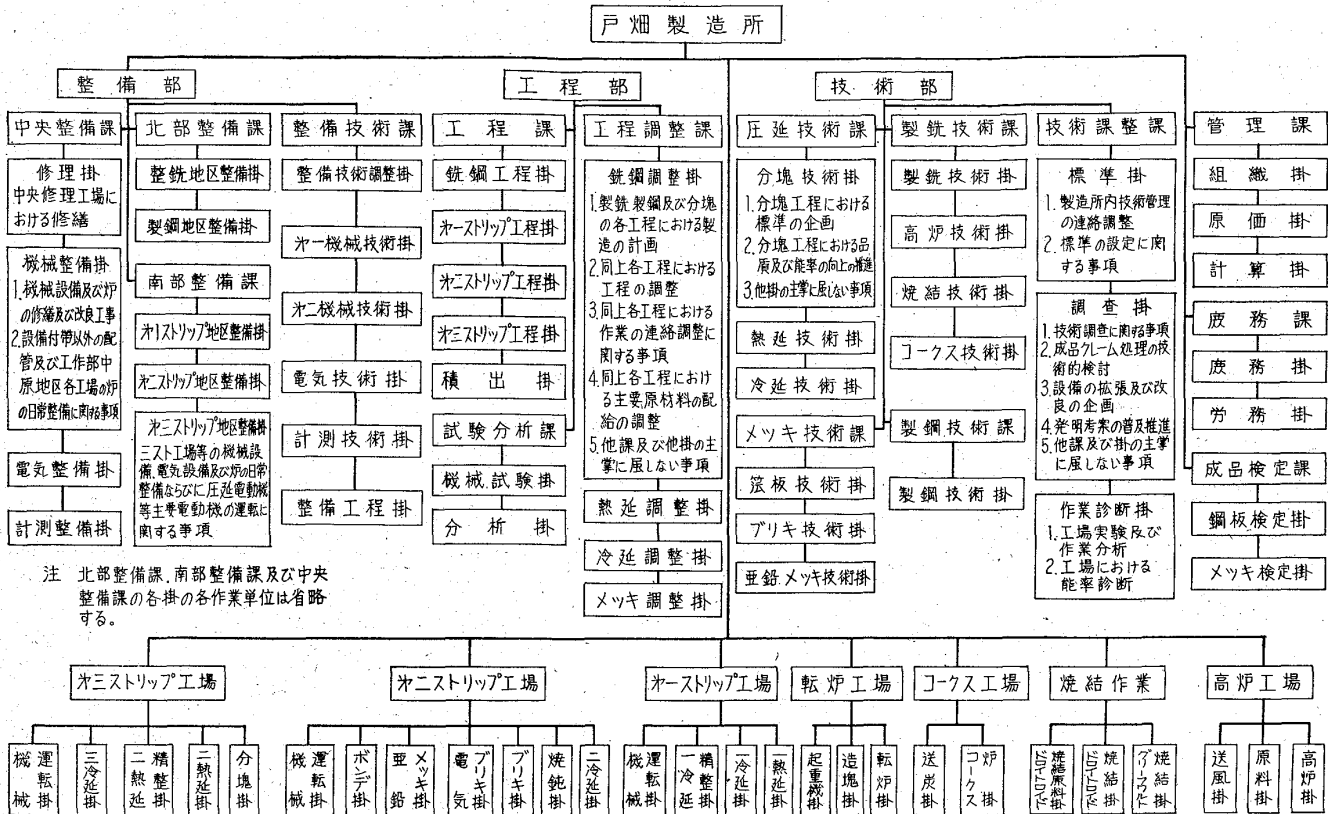 戸畑製造所
整備部
中央整備課
修理掛
中央修理工場に
おける修繕
機械整備掛
1.機械設備及び炉
の修繕及び改良工事
2.設備付帯以外の配
管及び工作部中
原地区各工場の炉
の日常整備に関する事項
電気整備掛
計測整備掛
北部整備課
整銑地区整備掛
製鋼地区整備掛
南部整備課
才1ストリップ地区整備掛
才二ストリップ地区整備掛
才三ストリップ地区整備掛
三スト工場等の機械設
備、電気設備及び炉の日常
整備ならびに圧延電動機
等主要電動機の運転に
関する事項
整備技術課
整備技術調整掛
才一機械技術掛
才二機械技術掛
電気技術掛
計測技術掛
整備工程掛
注 北部整備課、南部整備課及び中央
整備課の各掛の各作業単位は省略
する。
工程部
工程課
銑鋼工程掛
才一ストリップ工程掛
才二ストリップ工程掛
才三ストリップ工程掛
積出掛
試験分析課
機械試験掛
分析掛
工程調整課
銑鋼調整掛
1.製銑製鋼及び分塊
の各工程における製
造の計画
2.同上各工程における
工程の調整
3.同上各工程における
作業の連絡調整に
関する事項
4.同上各工程におけ
る主要原材料の配
給の調整
5.他課及び他掛の主
掌に属しない事項
熱延調整掛
冷延調整掛
メッキ調整掛
技術部
圧延技術課
分塊技術掛
1.分塊工程における
標準の企画
2.分塊工程における品
質及び能率の向上の推進
3.他掛の主掌に属しない事項
熱延技術掛
冷延技術掛
メッキ技術課
板技術掛
ブリキ技術掛
亜鉛メッキ技術掛
製銑技術課
製銑技術掛
高炉技術掛
焼結技術掛
コークス技術掛
製鋼技術課
製鋼技術掛
技術課整課
標準掛
1.製造所内技術管理
の連絡調整
2.標準の設定に関
する事項
調査掛
1.技術調査に関する事項
2.成品クレーム処理の技
術的検討
3.設備の拡張及び改
良の企画
4.発明考案の普及推進
5.他課及び掛の主掌
に属しない事項
作業診断掛
1.工場実験及び
作業分析
2.工場における
能率診断
管理課
組織掛
原価掛
計算掛
庶務課
庶務掛
労務掛
成品検定課
鋼板検定掛
メッキ検定掛
才三ストリップ工場
機械
運転掛
三冷延掛
二熱延
精整掛
二熱延掛
分塊掛
才二ストリップ工場
機械
運転掛
ボンデ掛
亜鉛
メッキ掛
電気
ブリキ掛
ブリキ掛
焼鈍掛
二冷延掛
才一ストリップ工場
機械
運転掛
一冷延
精整掛
一冷延掛
一熱延掛
転炉工場
起重機掛
造塊掛
転炉掛
コークス工場
送炭掛
コークス
炉掛
焼結作業
ドワイトロイド
焼結原料掛
ドワイトロイド
焼結掛
グリーナワルト
焼結掛
高炉工場
送風掛
原料掛
高炉掛